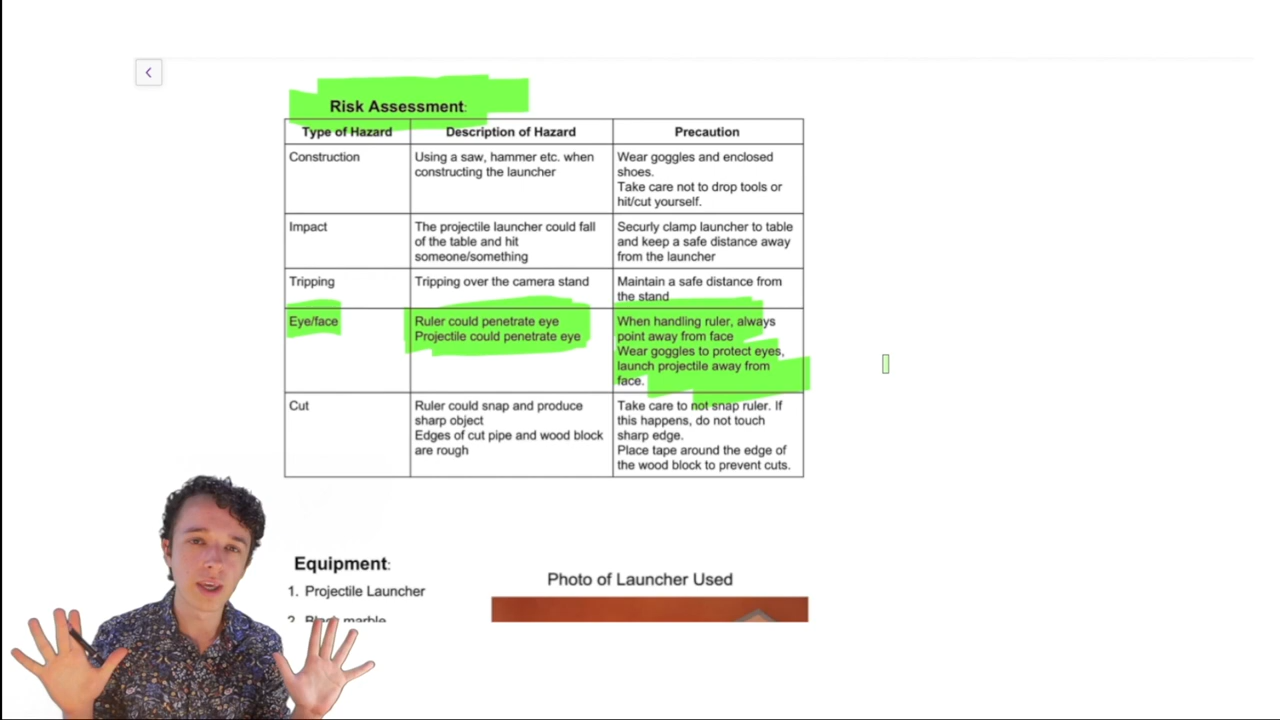 Risk Assessment:
Type of Hazard
Description of Hazard
Precaution
Construction
Using a saw, hammer etc. when
constructing the launcher
Wear goggles and enclosed
shoes.
Take care not to drop tools or
hit/cut yourself.
Impact
The projectile launcher could fall
of the table and hit
someone/something
Securly clamp launcher to table
and keep a safe distance away
from the launcher
Tripping
Tripping over the camera stand
Maintain a safe distance from
the stand
Eye/face
Ruler could penetrate eye
Projectile could penetrate eye
When handling ruler, always
point away from face
Wear goggles to protect eyes,
launch projectile away from
face.
Cut
Ruler could snap and produce
sharp object
Edges of cut pipe and wood block
are rough
Take care to not snap ruler. If
this happens, do not touch
sharp edge.
Place tape around the edge of
the wood block to prevent cuts.
Equipment:
1. Projectile Launcher
2. marble
Photo of Launcher Used